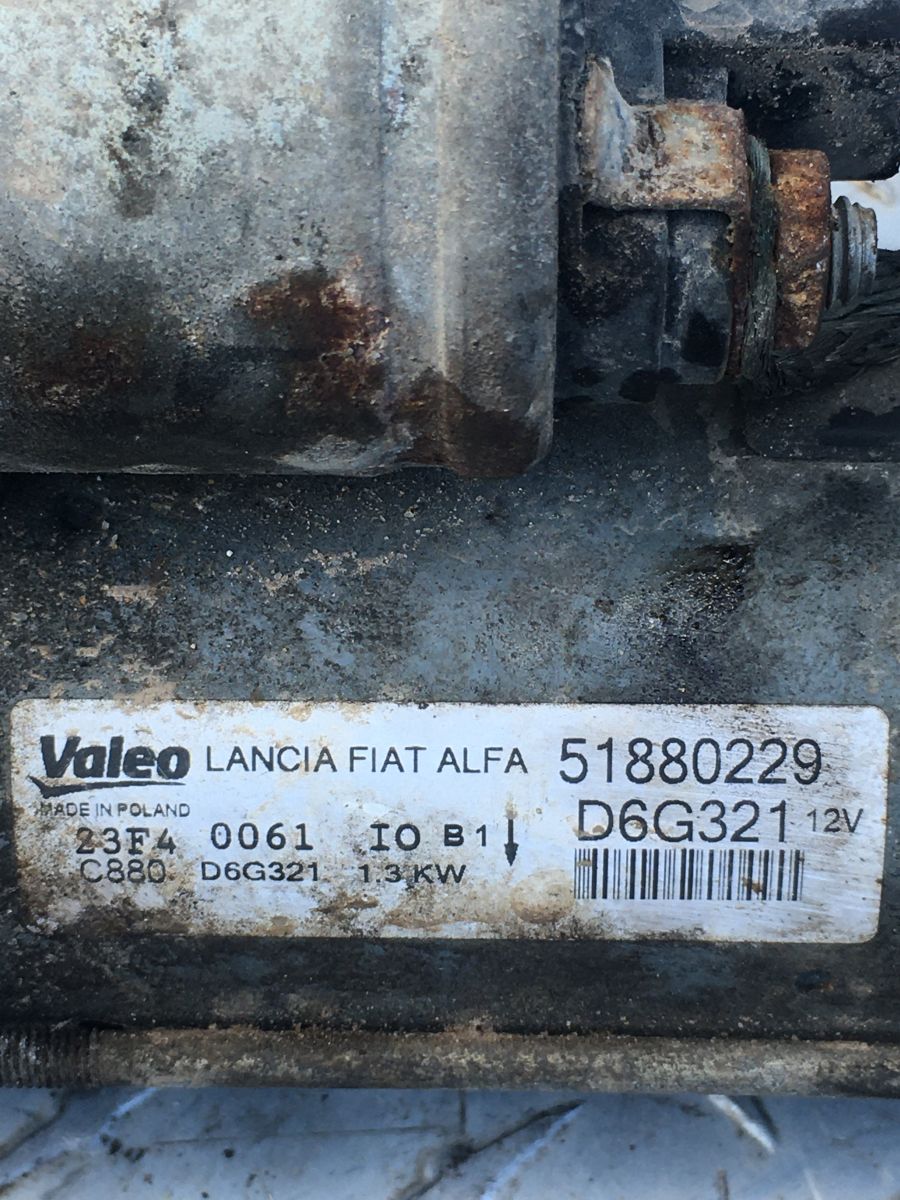 Valeo LANCIA FIAT ALFA 51880229
MADE IN POLAND D6G321 12V
23F4 0061 IO B1
C880 D6G321 1.3 KW